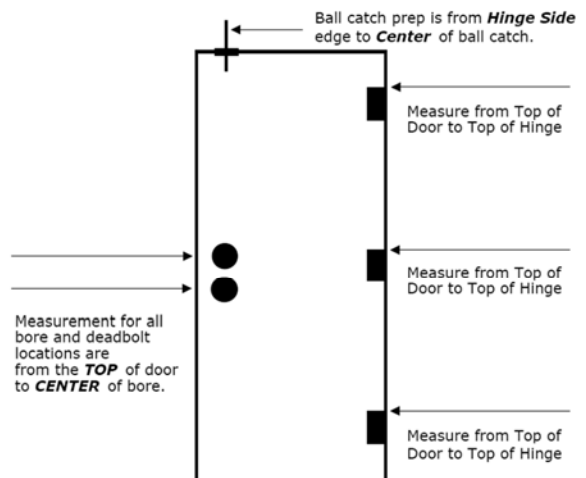 Ball catch prep is from Hinge Side
edge to Center of ball catch.
Measure from Top of
Door to Top of Hinge
Measure from Top of
Door to Top of Hinge
Measurement for all
bore and deadbolt
locations are
from the TOP of door
to CENTER of bore.
Measure from Top of
Door to Top of Hinge